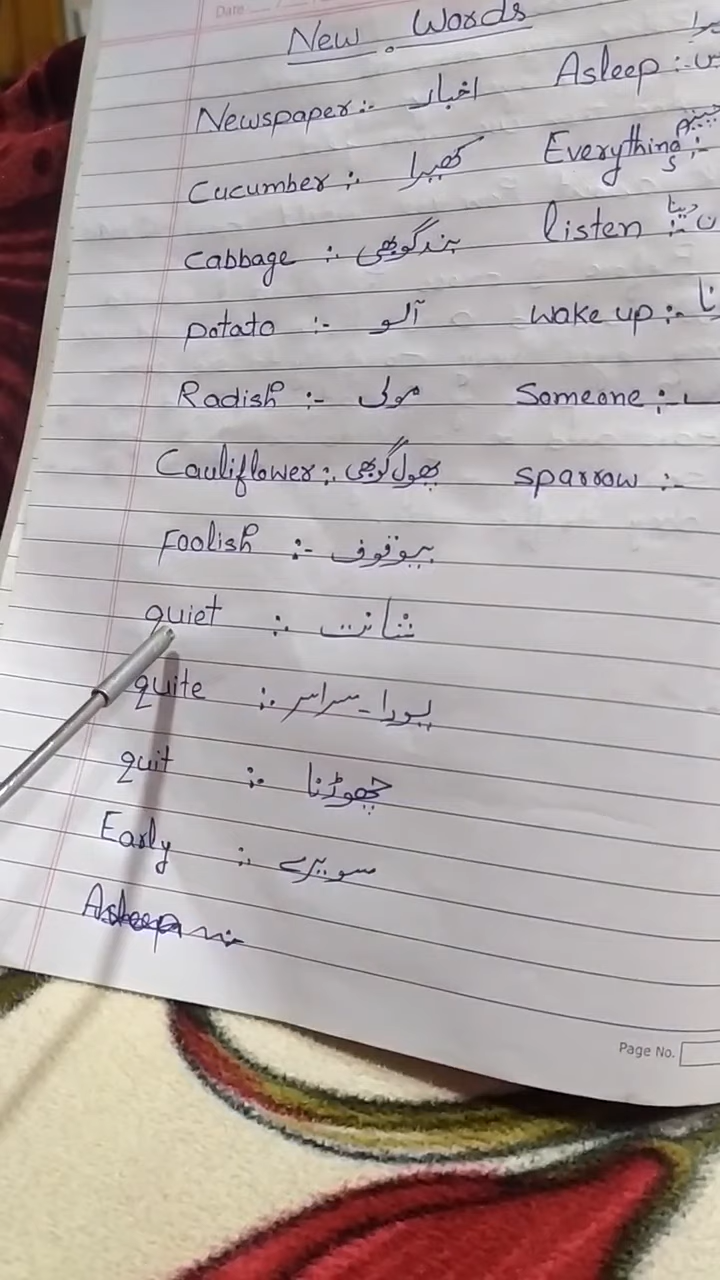 Date
New Words
Newspaper :- اخبار Asleep :-
Cucumber :- کھیرا Everything :-
Cabbage :- بند گوبھی listen :-
potato :- آلو wake up :-
Radish :- مولی Someone :-
Cauliflower :- پھول گوبھی Sparrow :-
Foolish :- بیوقوف
quiet :- شانت
quite :- پورا - سراسر
quit :- چھوڑنا
Early :- سویرے
Page No.